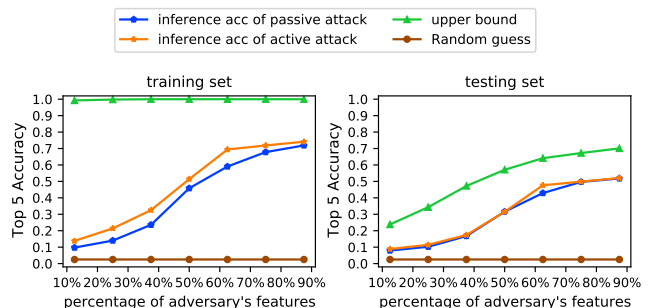 inference acc of passive attack
inference acc of active attack
upper bound
Random guess
training set
testing set
Top 5 Accuracy
1.0
0.9
0.8
0.7
0.6
0.5
0.4
0.3
0.2
0.1
0.0
10% 20% 30% 40% 50% 60% 70% 80% 90%
percentage of adversary's features
Top 5 Accuracy
1.0
0.9
0.8
0.7
0.6
0.5
0.4
0.3
0.2
0.1
0.0
10% 20% 30% 40% 50% 60% 70% 80% 90%
percentage of adversary's features